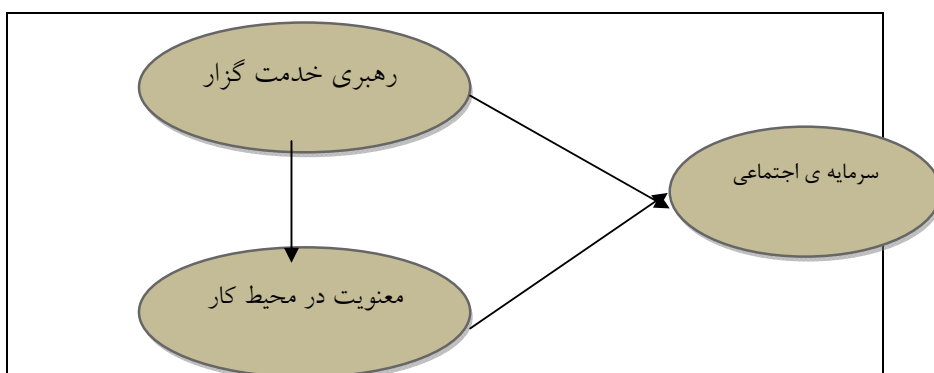 رهبری خدمت گزار
سرمایه ی اجتماعی
معنویت در محیط کار